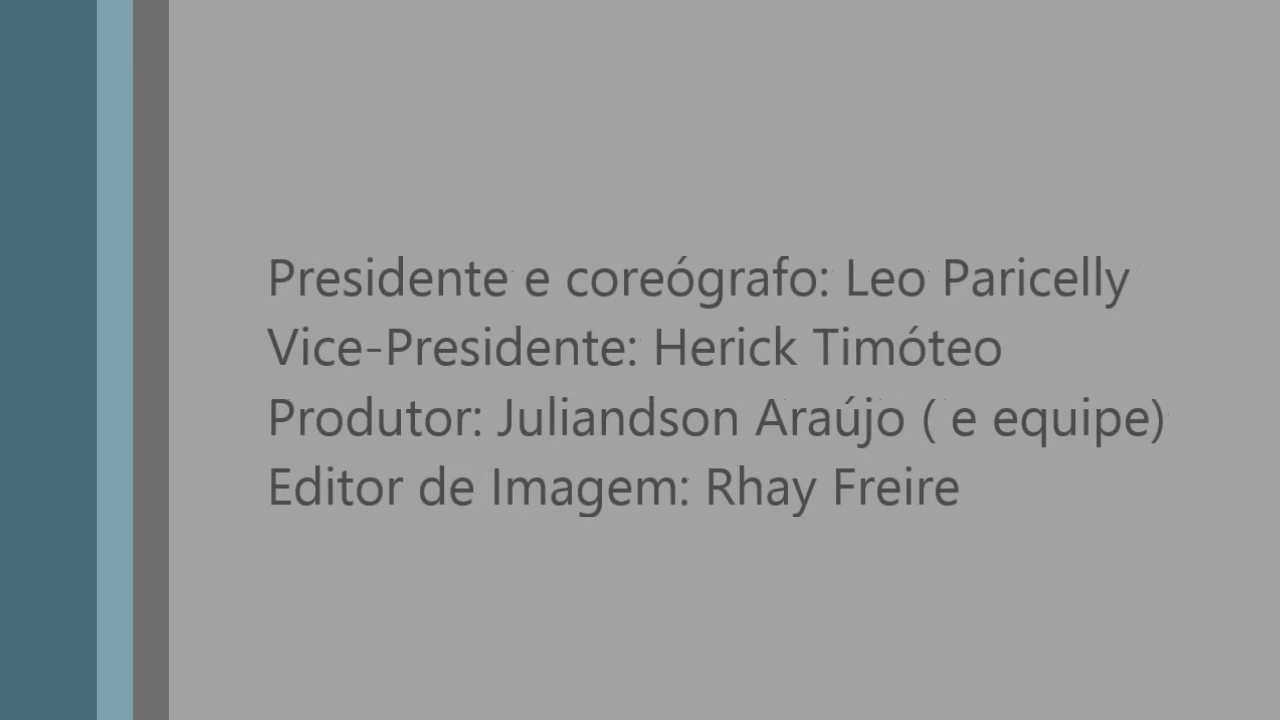 Presidente e coreógrafo: Leo Paricelly
Vice-Presidente: Herick Timóteo
Produtor: Juliandson Araújo ( e equipe)
Editor de Imagem: Rhay Freire